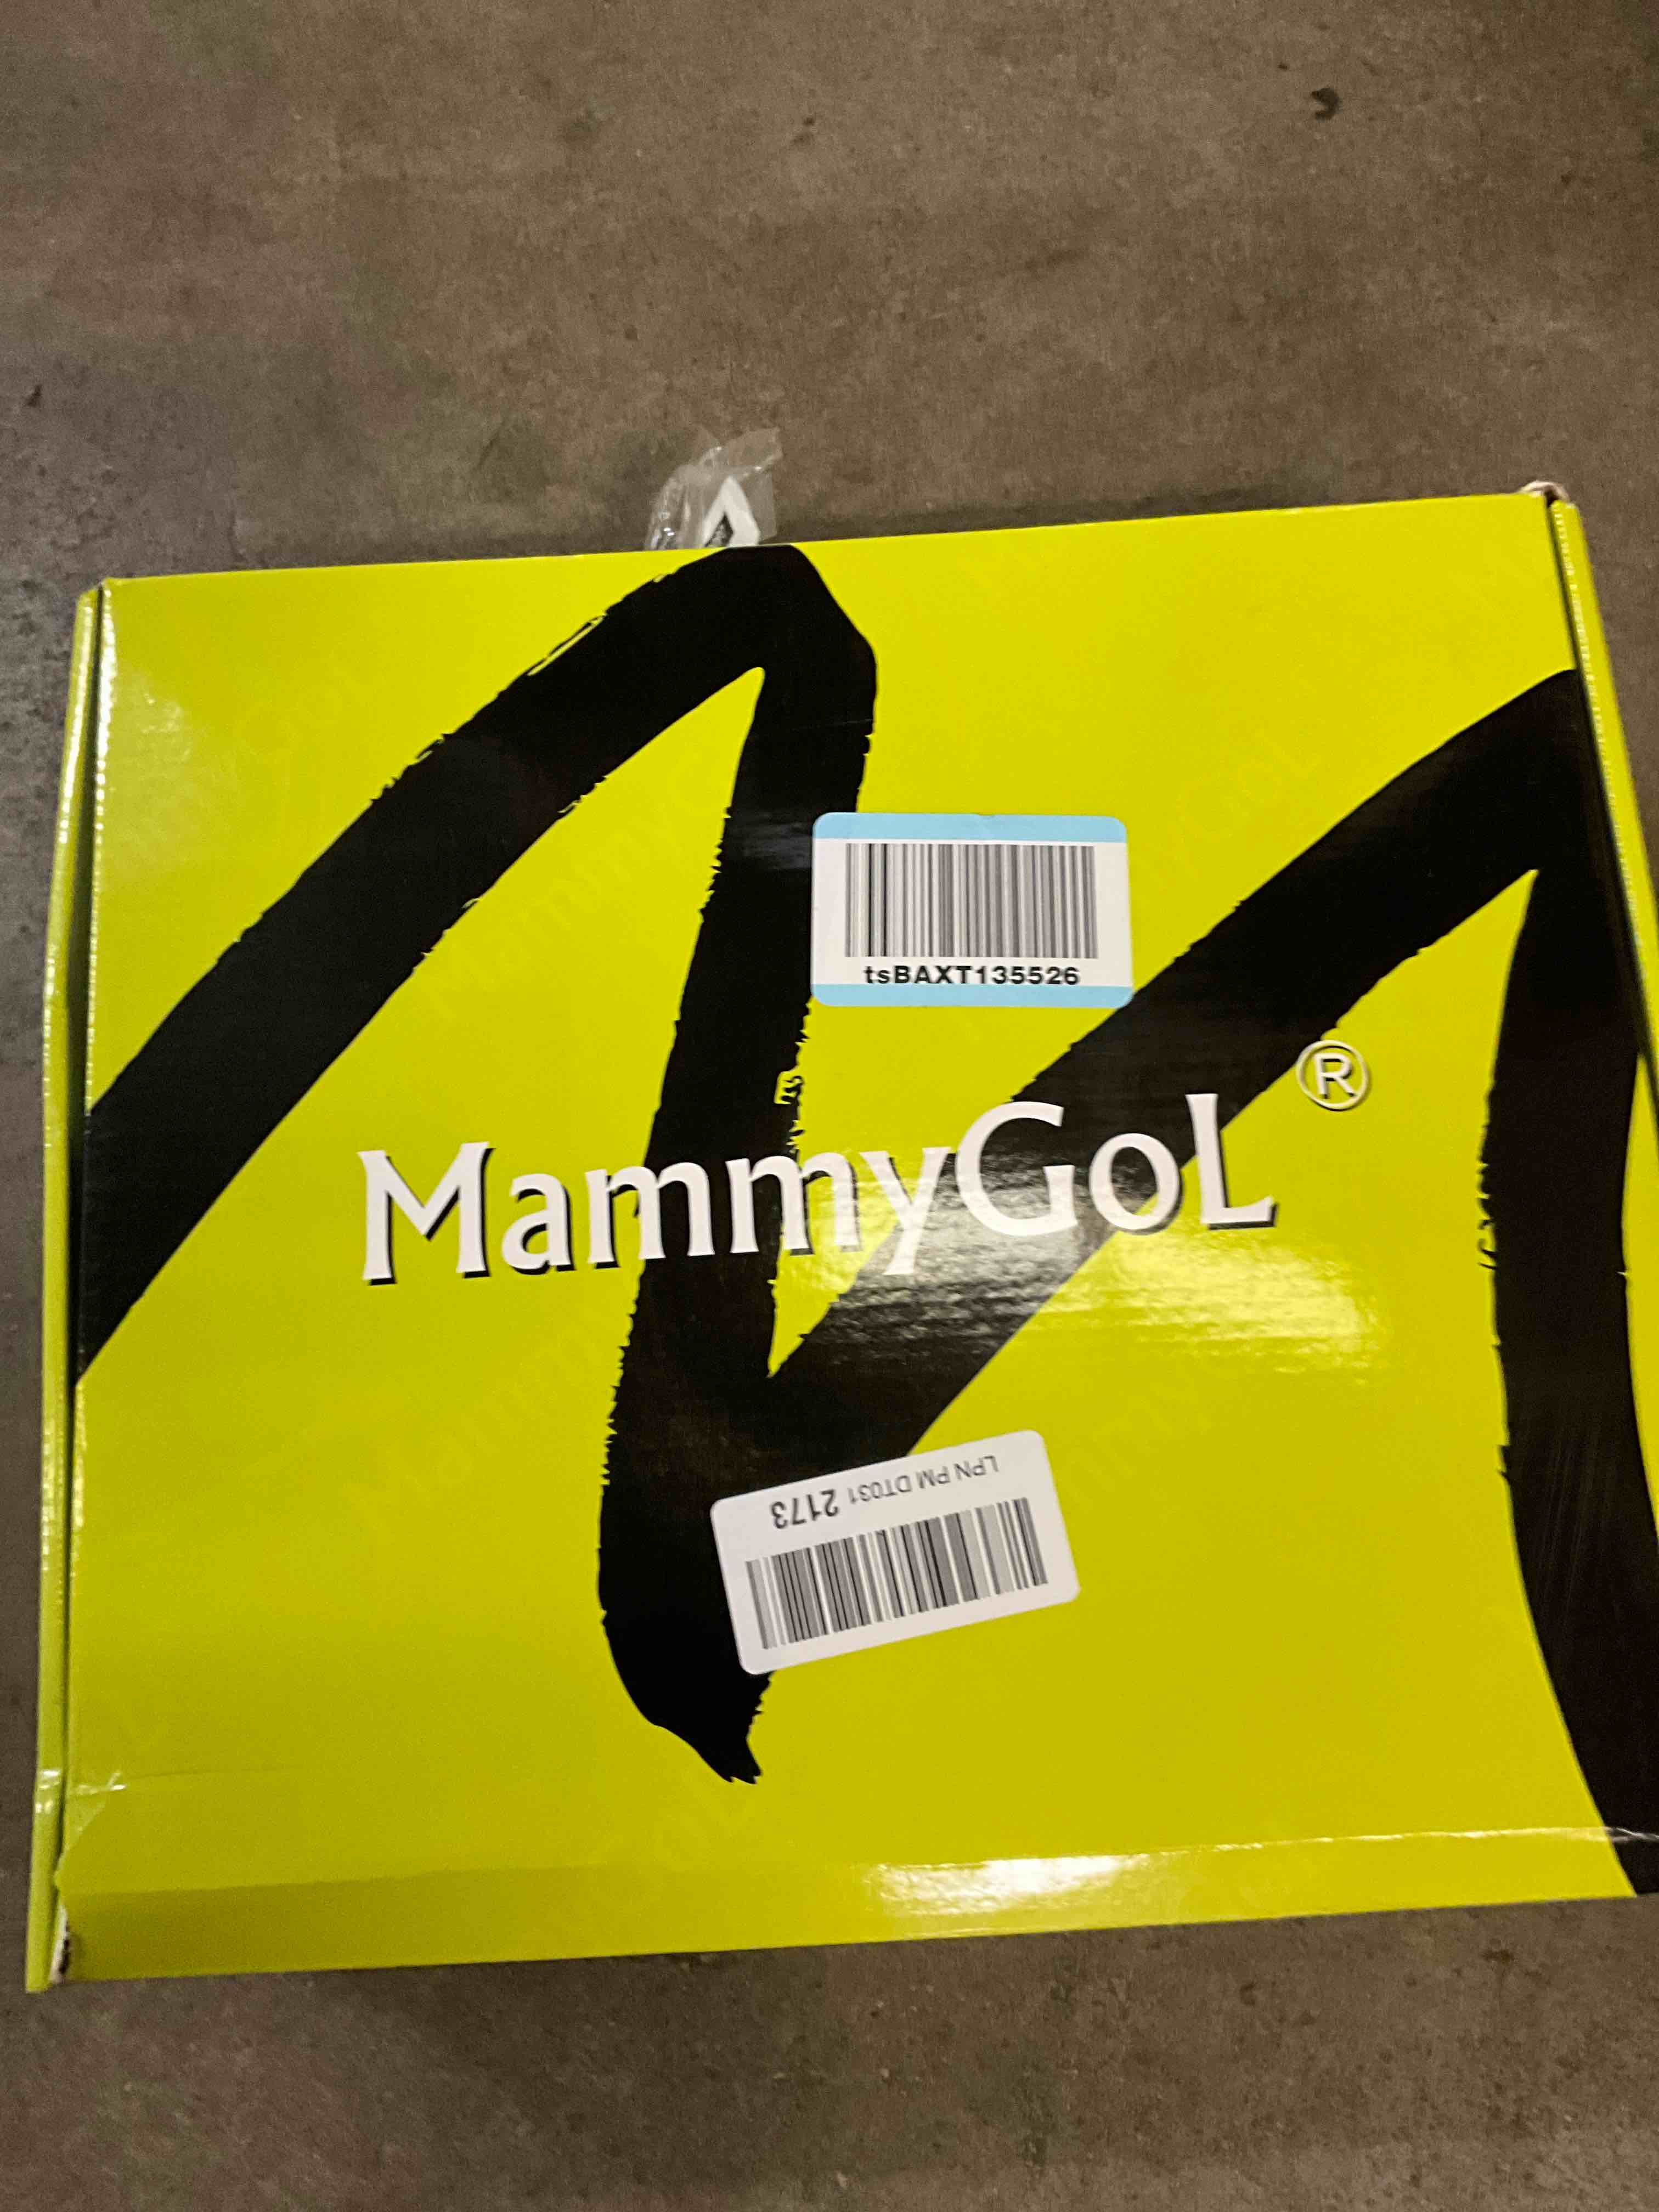 tsBAXT135526
MammyGoL®
LPN PM DT031 2173